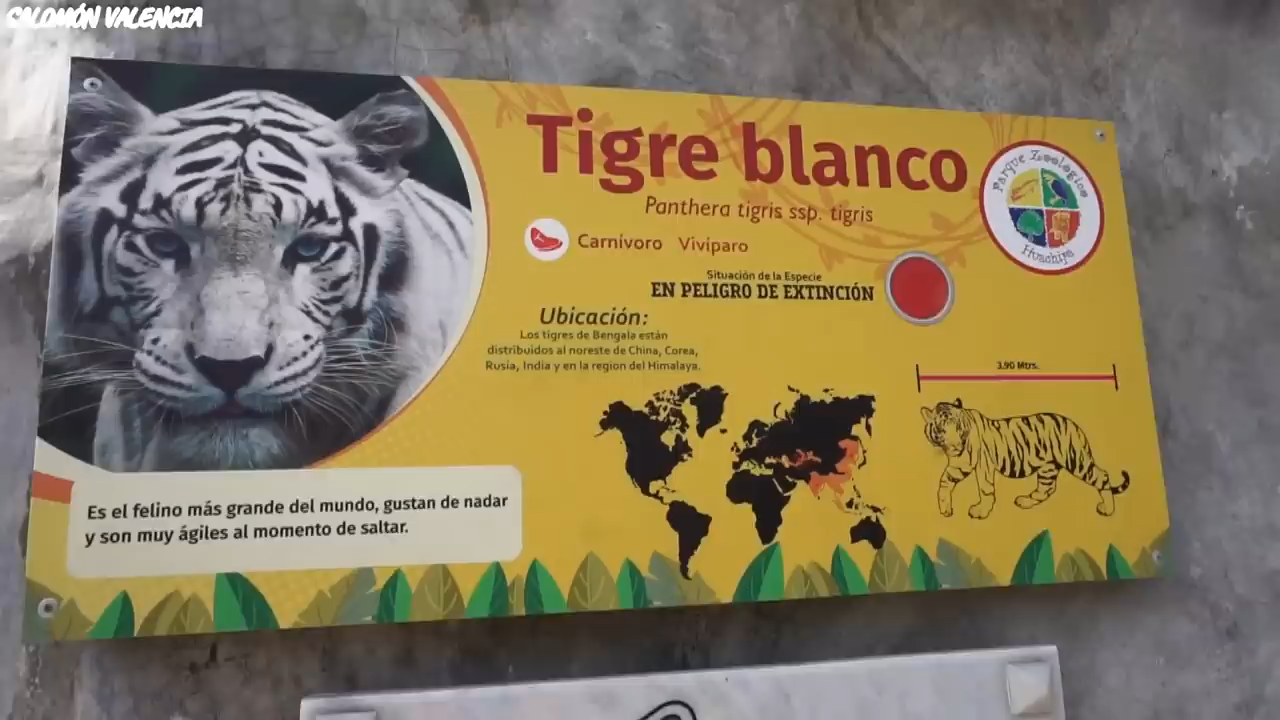 SALOMÓN VALENCIA
Tigre blanco
Panthera tigris ssp. tigris
Carnívoro Viviparo
Situación de la Especie
EN PELIGRO DE EXTINCIÓN
Parque Zoológico
Huachipa
Ubicación:
Los tigres de Bengala están
distribuidos al noreste de China, Corea,
Rusia, India y en la region del Himalaya.
3.90 Mtrs.
Es el felino más grande del mundo, gustan de nadar
y son muy ágiles al momento de saltar.